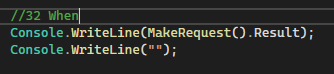 //32 When
Console.WriteLine(MakeRequest().Result);
Console.WriteLine("");